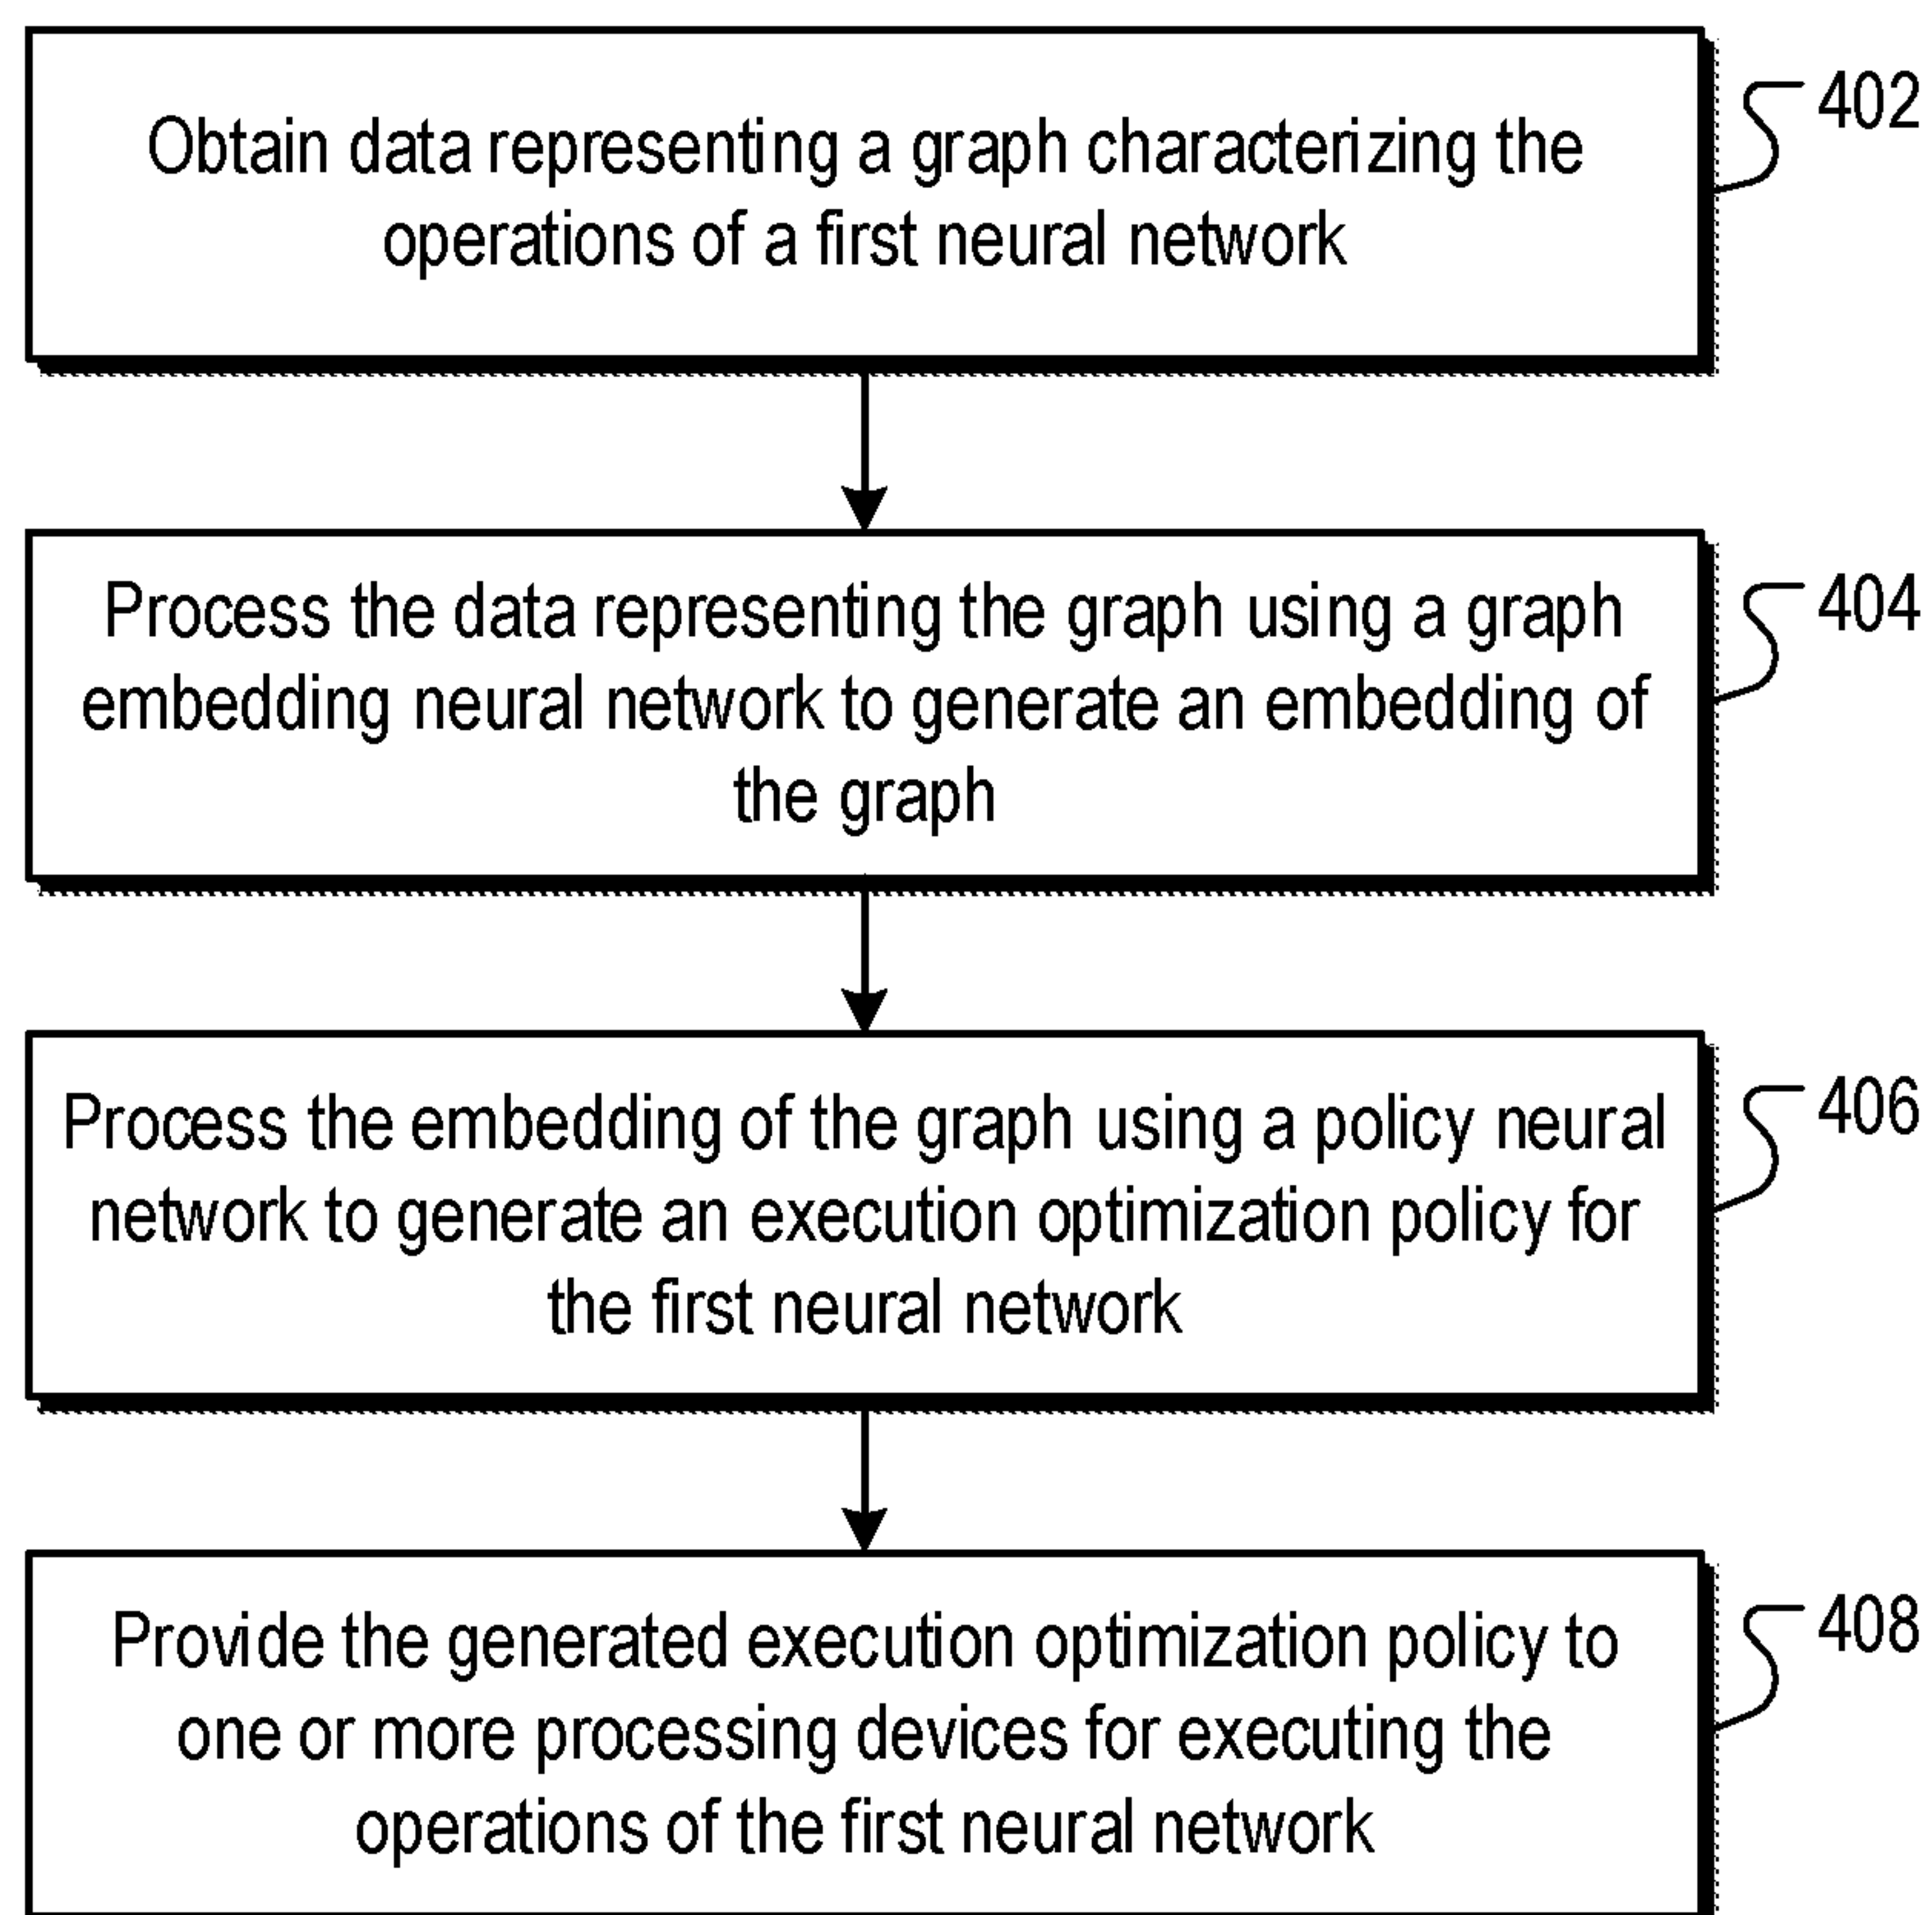 Obtain data representing a graph characterizing the
operations of a first neural network
402
Process the data representing the graph using a graph
embedding neural network to generate an embedding of
the graph
404
Process the embedding of the graph using a policy neural
network to generate an execution optimization policy for
the first neural network
406
Provide the generated execution optimization policy to
one or more processing devices for executing the
operations of the first neural network
408